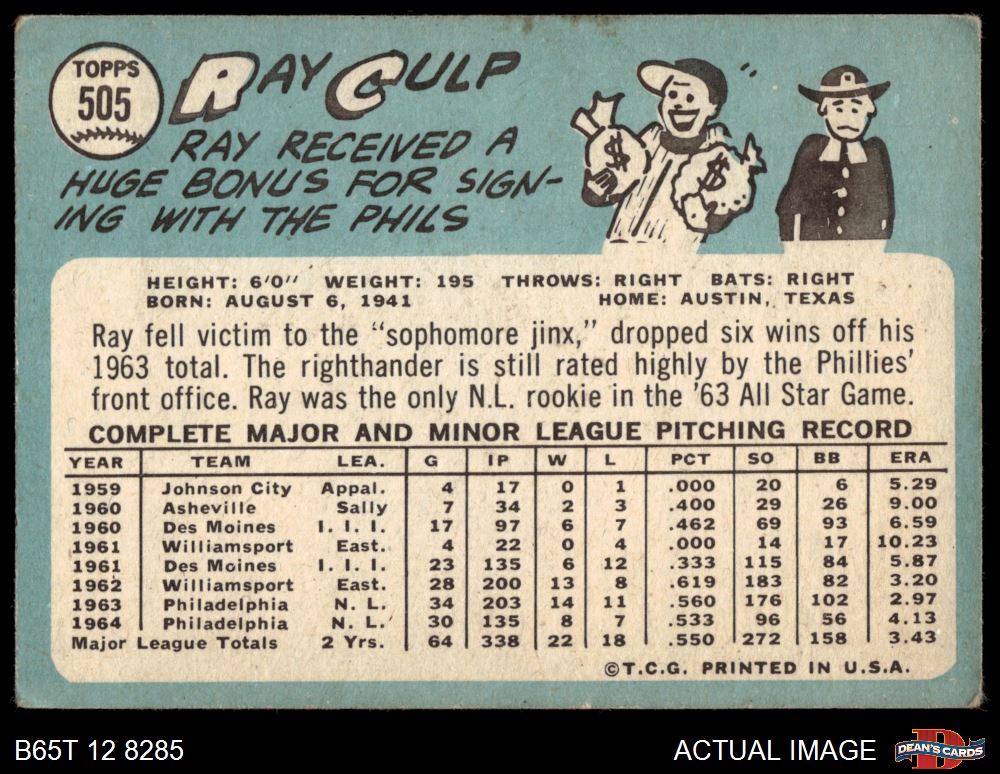 TOPPS
505
RAY CULP
RAY RECEIVED A
HUGE BONUS FOR SIGN-
ING WITH THE PHILS
$ $
HEIGHT: 6'0" WEIGHT: 195 THROWS: RIGHT BATS: RIGHT
BORN: AUGUST 6, 1941 HOME: AUSTIN, TEXAS
Ray fell victim to the "sophomore jinx," dropped six wins off his
1963 total. The righthander is still rated highly by the Phillies'
front office. Ray was the only N.L. rookie in the '63 All Star Game.
COMPLETE MAJOR AND MINOR LEAGUE PITCHING RECORD
YEAR TEAM LEA. G IP W L PCT SO BB ERA
1959 Johnson City Appal. 4 17 0 1 .000 20 6 5.29
1960 Asheville Sally 7 34 2 3 .400 29 26 9.00
1960 Des Moines I. I. I. 17 97 6 7 .462 69 93 6.59
1961 Williamsport East. 4 22 0 4 .000 14 17 10.23
1961 Des Moines I. I. I. 23 135 6 12 .333 115 84 5.87
1962 Williamsport East. 28 200 13 8 .619 183 82 3.20
1963 Philadelphia N. L. 34 203 14 11 .560 176 102 2.97
1964 Philadelphia N. L. 30 135 8 7 .533 96 56 4.13
Major League Totals 2 Yrs. 64 338 22 18 .550 272 158 3.43
©T.C.G. PRINTED IN U.S.A.
B65T 12 8285 ACTUAL IMAGE DEAN'S CARDS